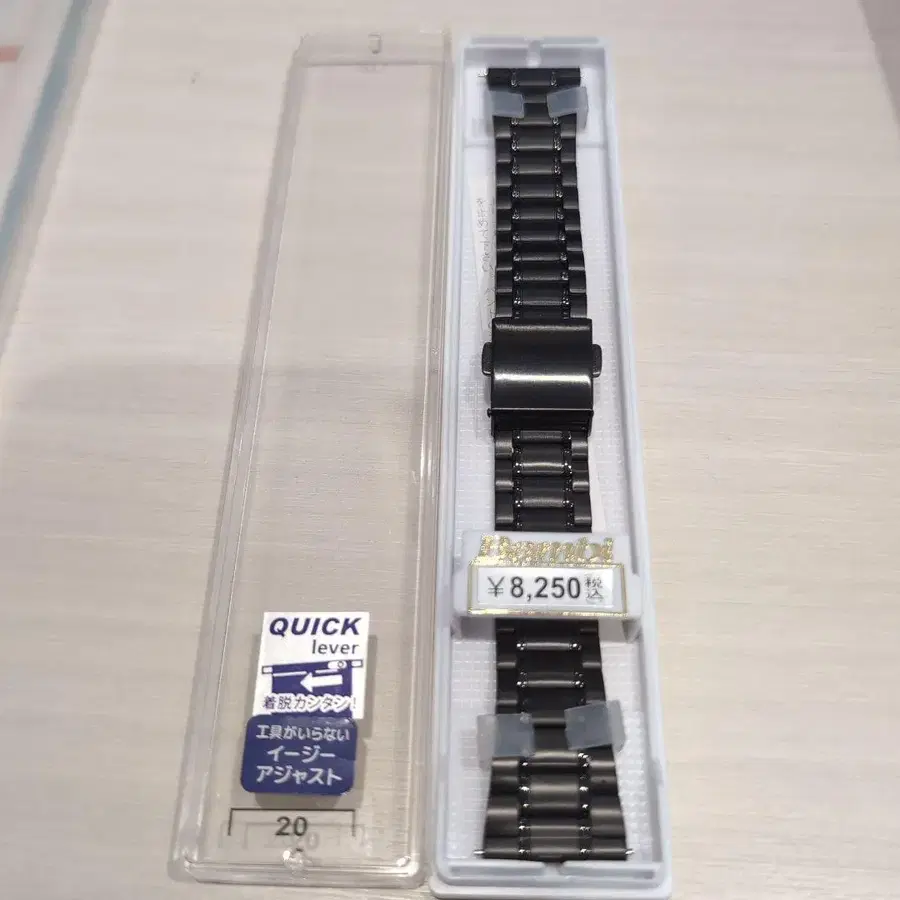 QUICK
lever
着脱カンタン!
工具がいらない
イージー
アジャスト
20
¥8,250税込